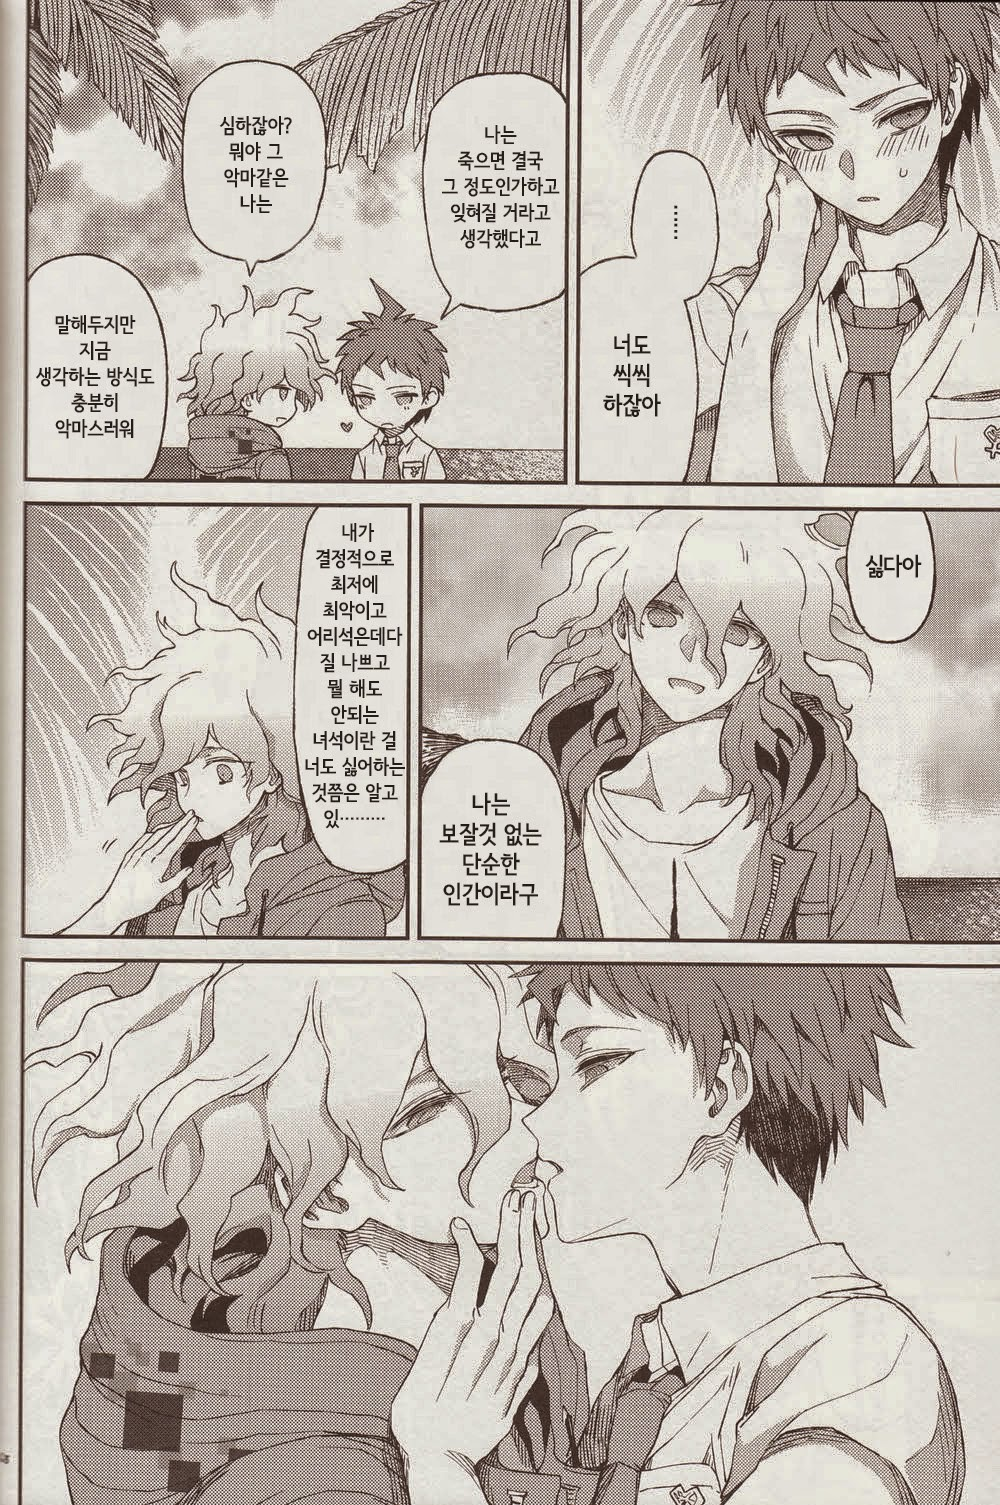 ……
너도
씩씩
하잖아
나는
죽으면 결국
그 정도인가하고
잊혀질 거라고
생각했다고
심하잖아?
뭐야 그
악마같은
나는
말해두지만
지금
생각하는 방식도
충분히
악마스러워
싫다아
나는
보잘것 없는
단순한
인간이라구
내가
결정적으로
최저에
최악이고
어리석은데다
질 나쁘고
뭘 해도
안되는
녀석이란 걸
너도 싫어하는
것쯤은 알고
있………